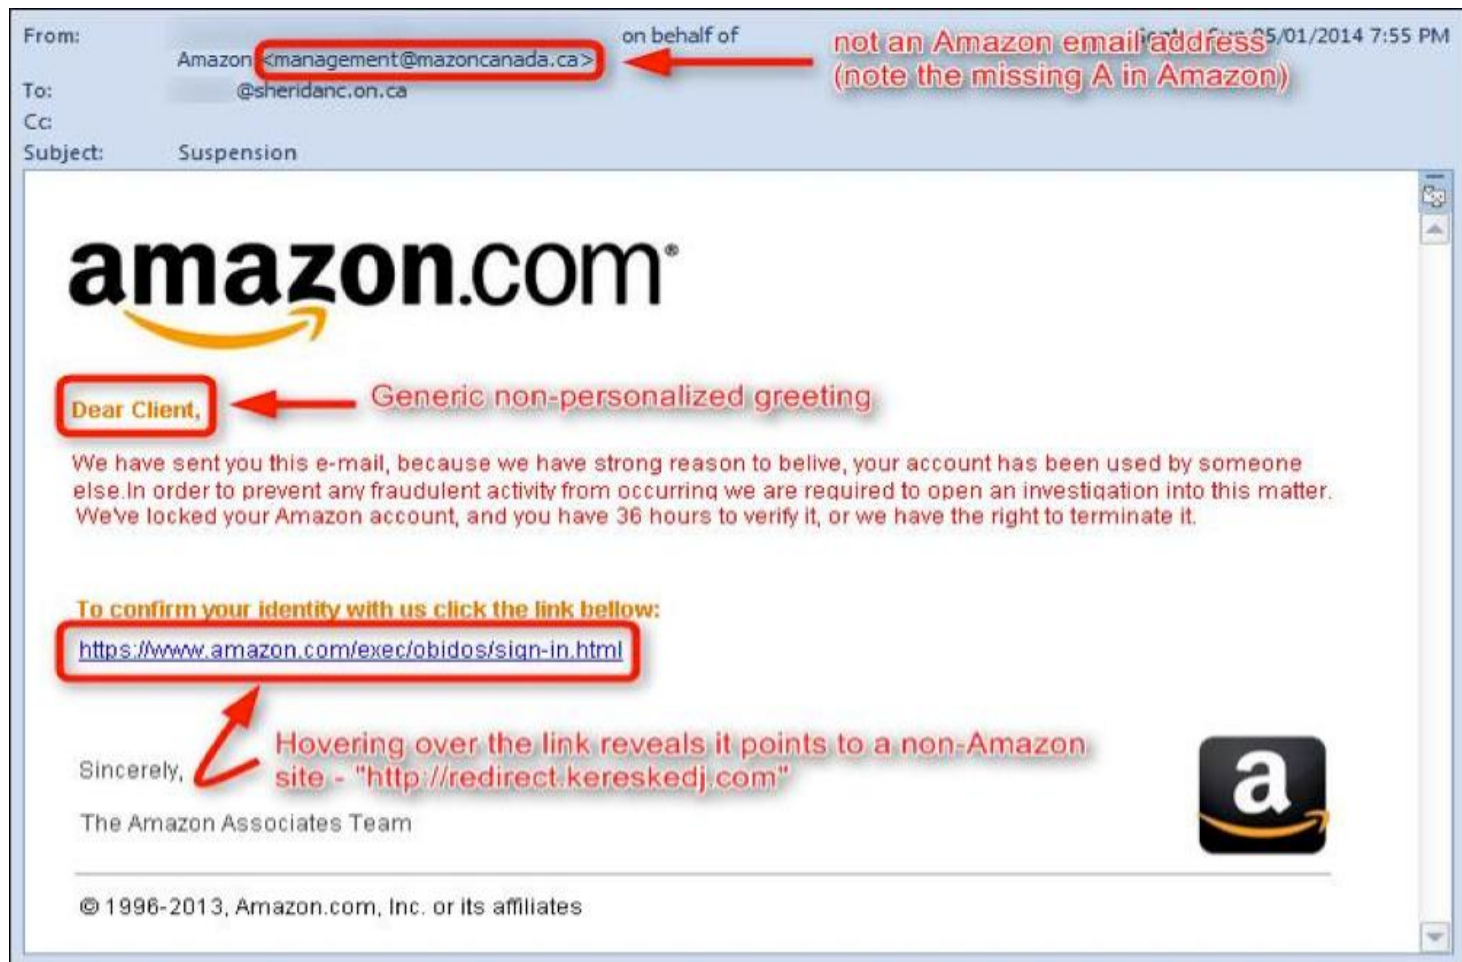 From: on behalf of
Amazon <management@mazoncanada.ca>
not an Amazon email address
(note the missing A in Amazon)
05/01/2014 7:55 PM
To: @sheridanc.on.ca
Cc:
Subject: Suspension
amazon.com®
Dear Client,
Generic non-personalized greeting
We have sent you this e-mail, because we have strong reason to belive, your account has been used by someone
else.In order to prevent any fraudulent activity from occurring we are required to open an investigation into this matter.
We've locked your Amazon account, and you have 36 hours to verify it, or we have the right to terminate it.
To confirm your identity with us click the link bellow:
https://www.amazon.com/exec/obidos/sign-in.html
Hovering over the link reveals it points to a non-Amazon
site - "http://redirect.kereskedj.com"
Sincerely,
The Amazon Associates Team
a
© 1996-2013, Amazon.com, Inc. or its affiliates